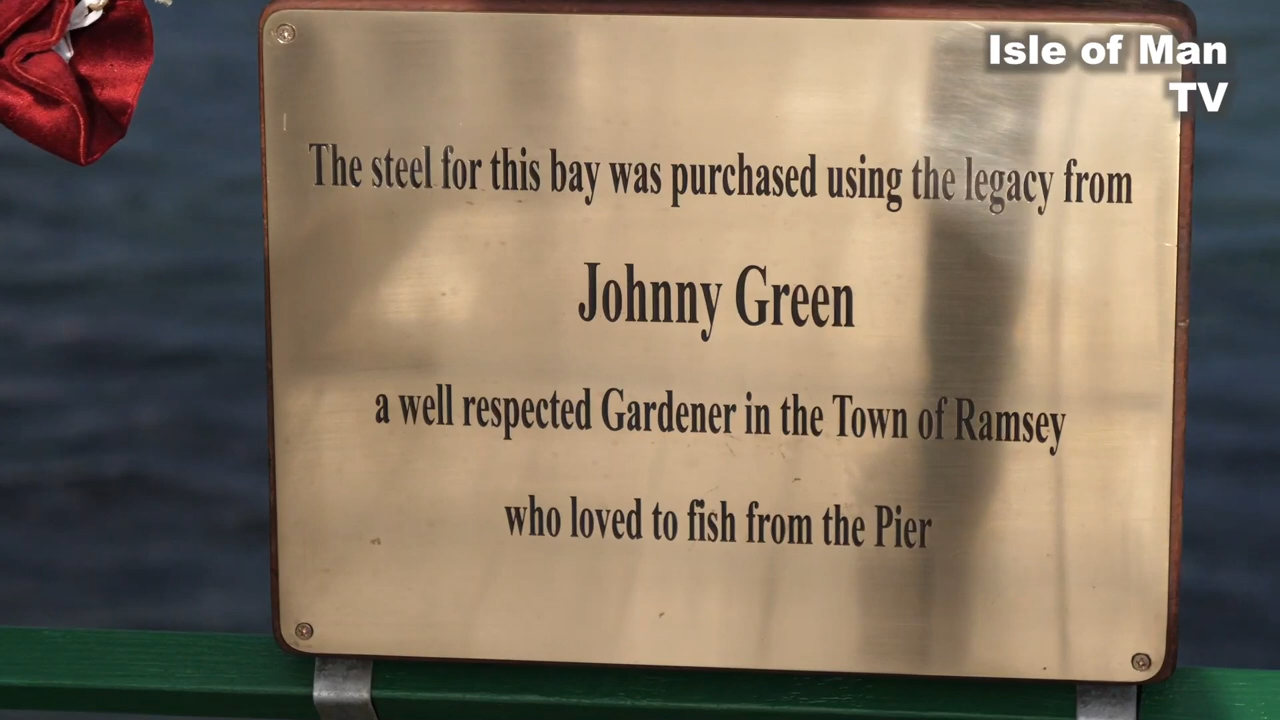 Isle of Man
TV
The steel for this bay was purchased using the legacy from
Johnny Green
a well respected Gardener in the Town of Ramsey
who loved to fish from the Pier